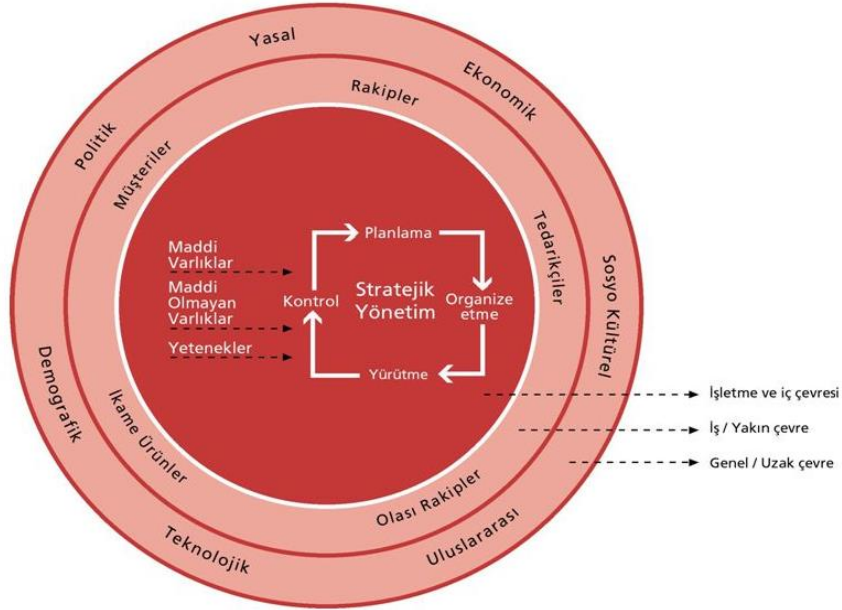 Yasal
Ekonomik
Politik
Rakipler
Müşteriler
Tedarikçiler
Sosyo Kültürel
Maddi
Varlıklar
Maddi
Olmayan
Varlıklar
Yetenekler
Planlama
Kontrol
Stratejik
Yönetim
Organize
etme
Yürütme
Demografik
İkame Ürünler
Olası Rakipler
Teknolojik
Uluslararası
İşletme ve iç çevresi
İş / Yakın çevre
Genel / Uzak çevre